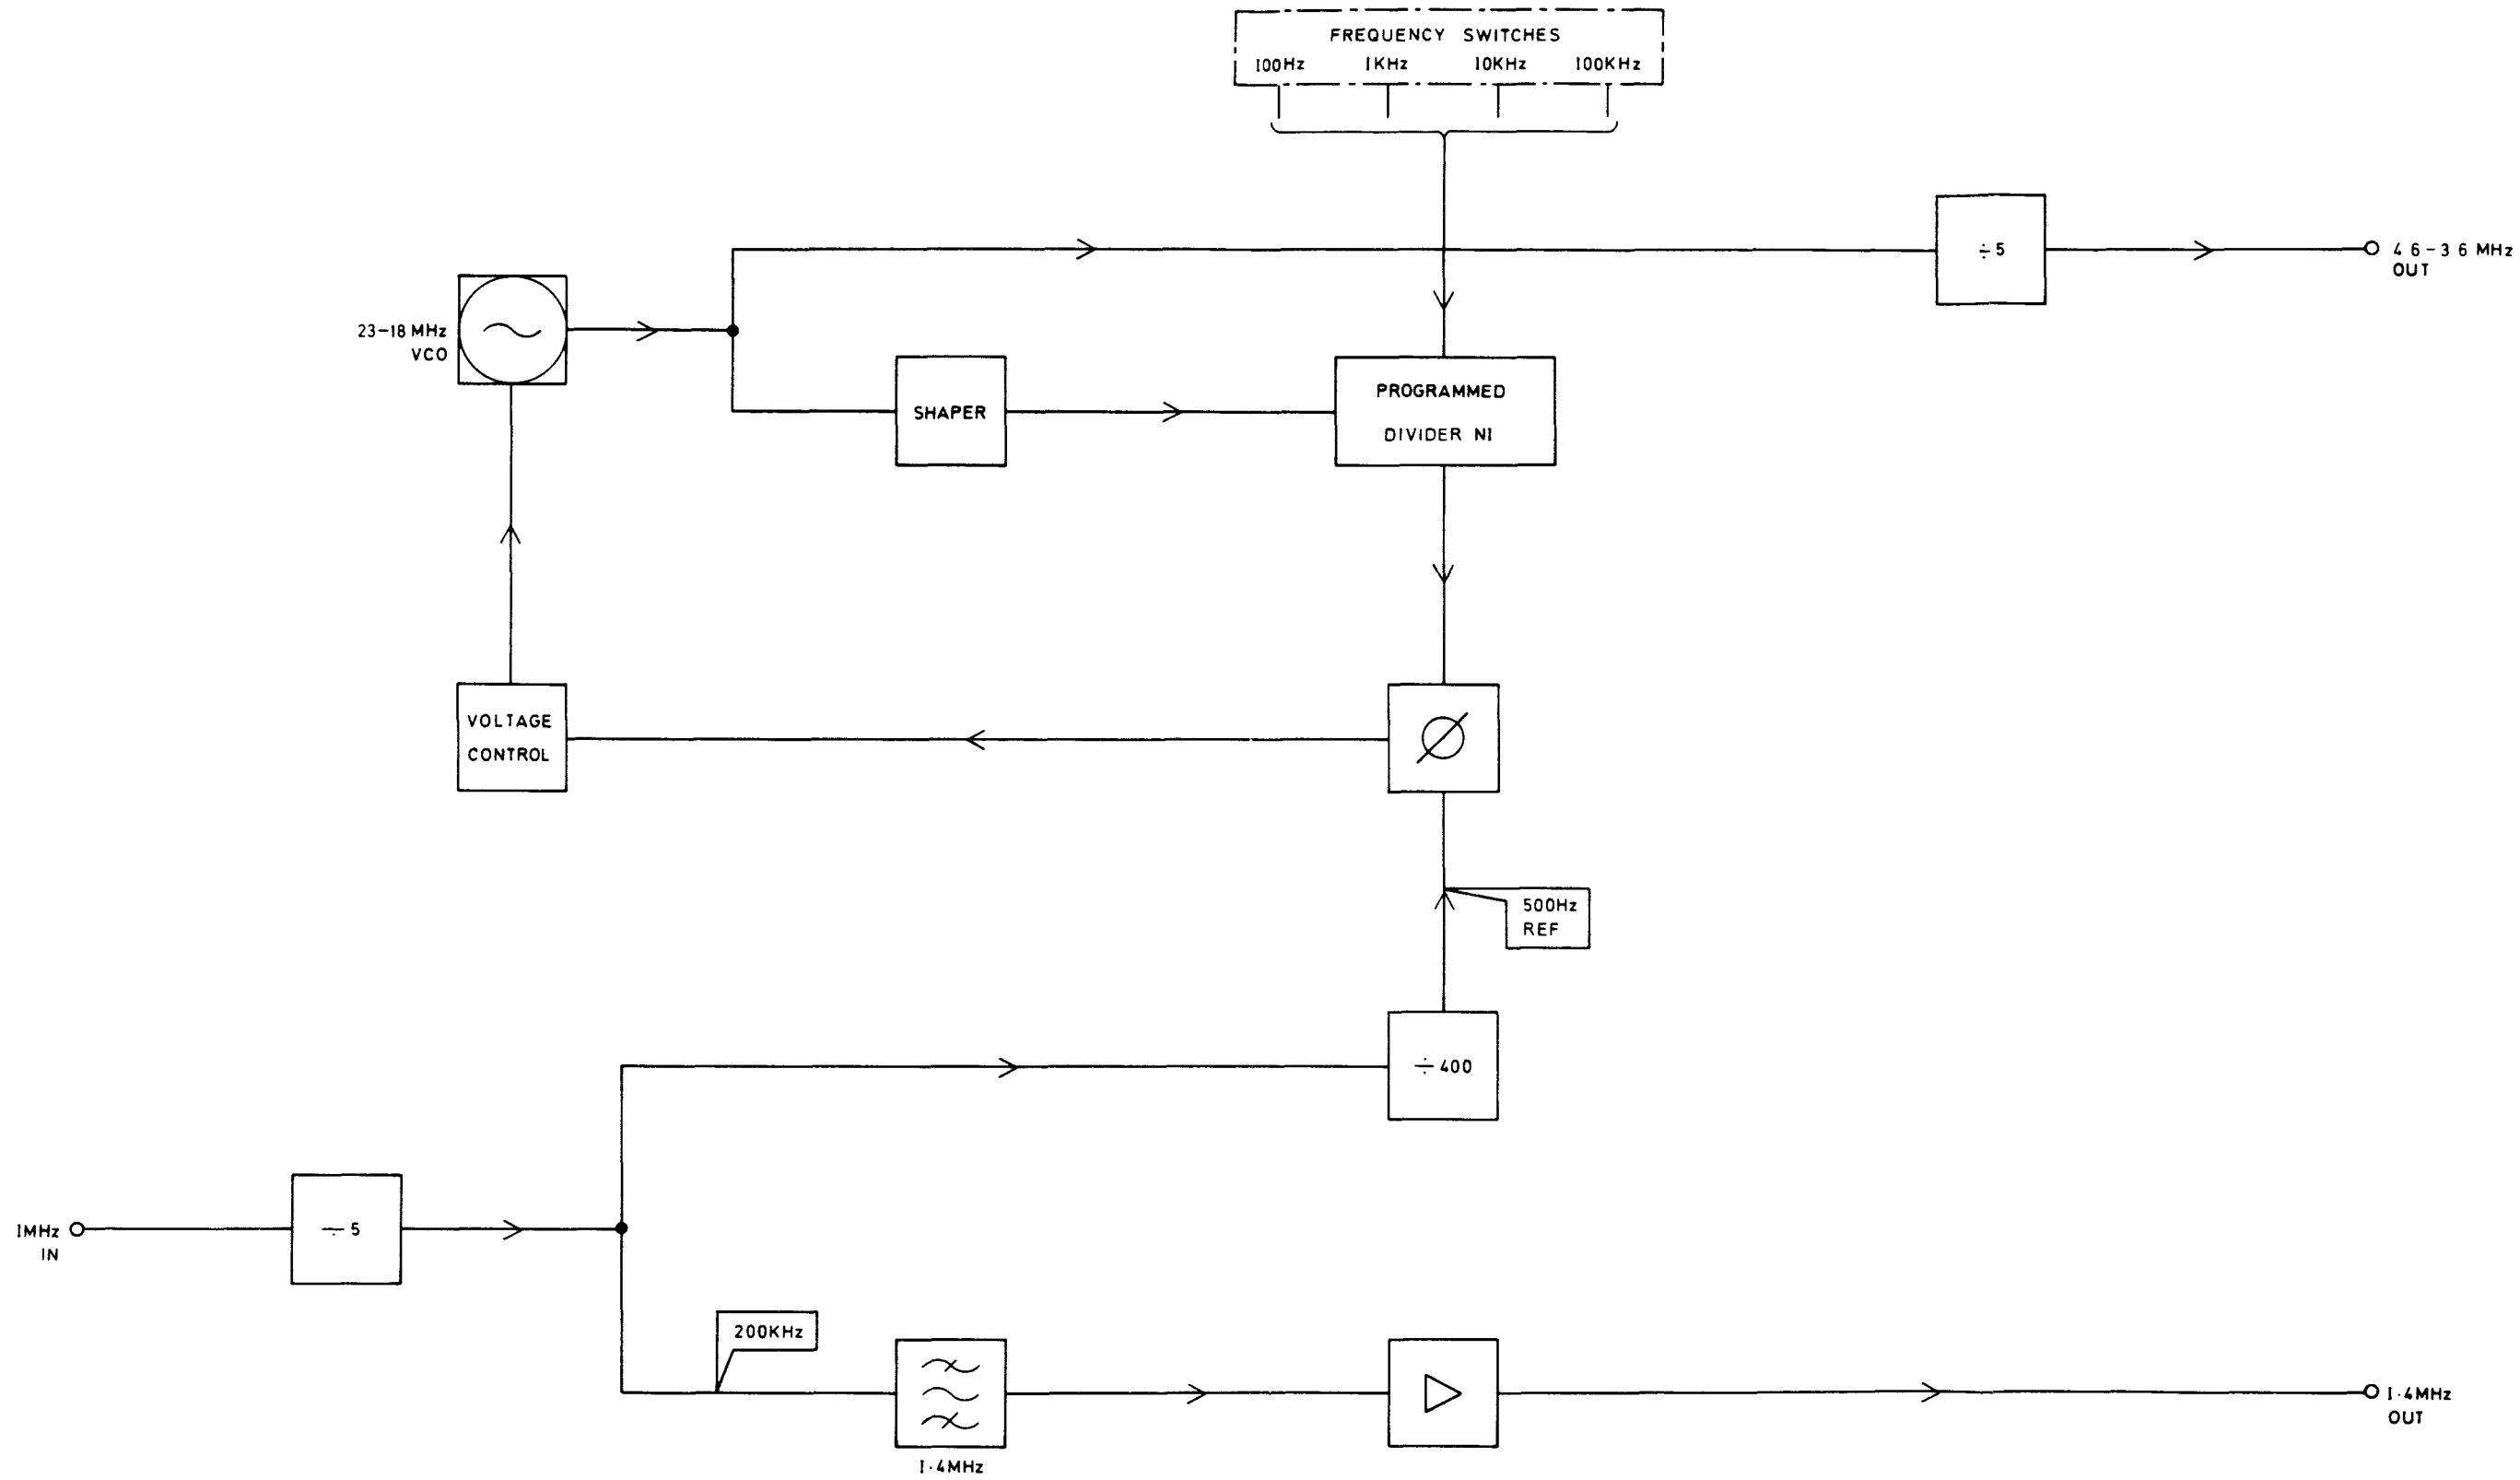 FREQUENCY SWITCHES
100Hz 1KHz 10KHz 100KHz
÷5
4 6-3 6 MHz
OUT
23-18 MHz
VCO
SHAPER
PROGRAMMED
DIVIDER N1
VOLTAGE
CONTROL
500Hz
REF
÷400
1MHz
IN
÷5
200KHz
1·4MHz
1·4MHz
OUT